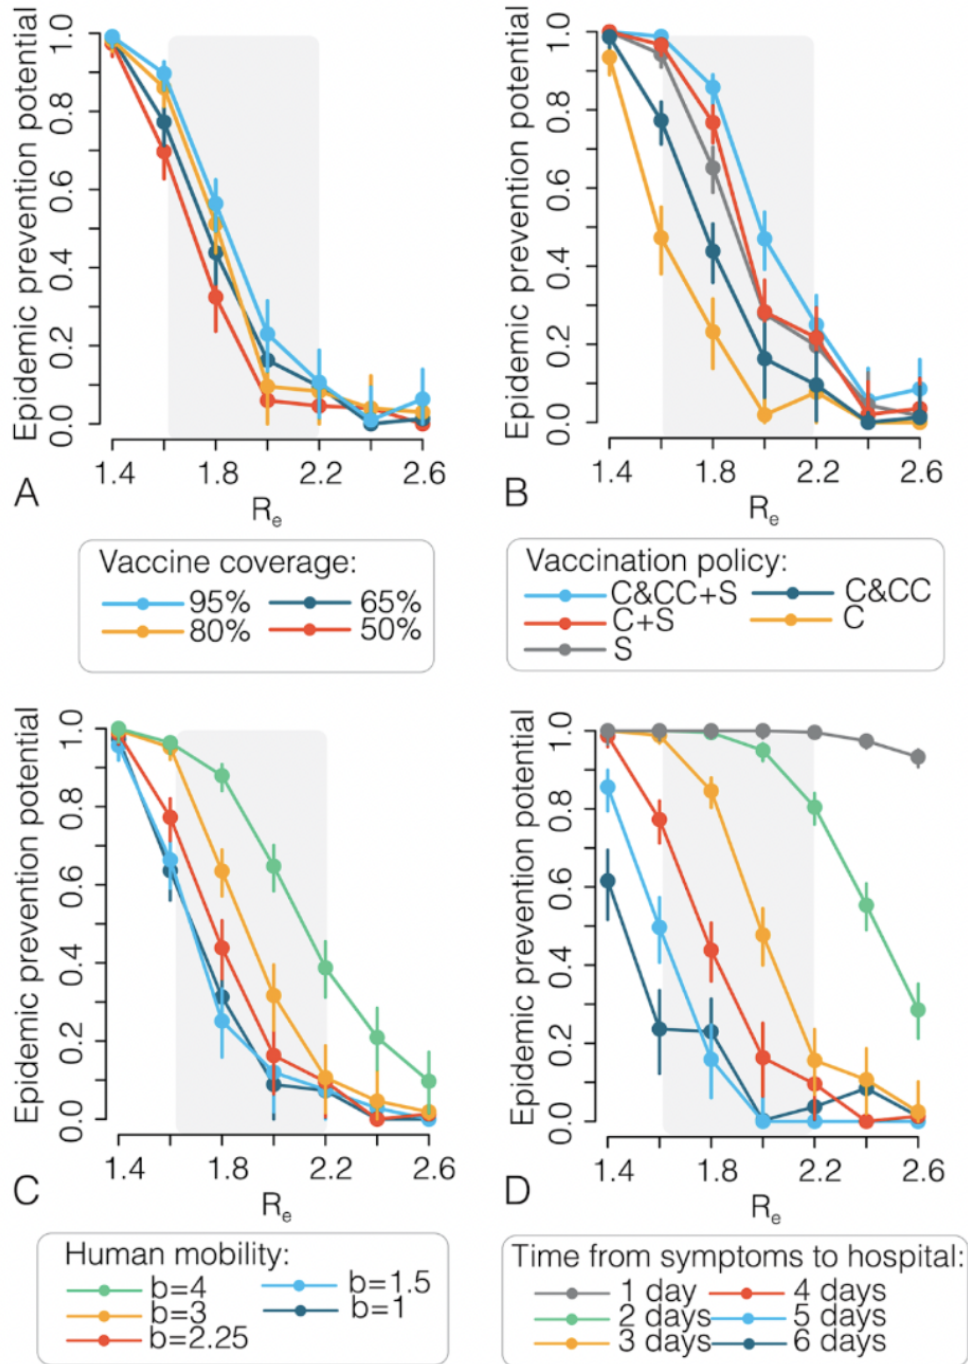 Epidemic prevention potential
0.0 0.2 0.4 0.6 0.8 1.0
1.4 1.8 2.2 2.6
Re
A
Vaccine coverage:
95% 65%
80% 50%
Epidemic prevention potential
0.0 0.2 0.4 0.6 0.8 1.0
1.4 1.8 2.2 2.6
Re
B
Vaccination policy:
C&CC+S C&CC
C+S C
S
Epidemic prevention potential
0.0 0.2 0.4 0.6 0.8 1.0
1.4 1.8 2.2 2.6
Re
C
Human mobility:
b=4 b=1.5
b=3 b=1
b=2.25
Epidemic prevention potential
0.0 0.2 0.4 0.6 0.8 1.0
1.4 1.8 2.2 2.6
Re
D
Time from symptoms to hospital:
1 day 4 days
2 days 5 days
3 days 6 days